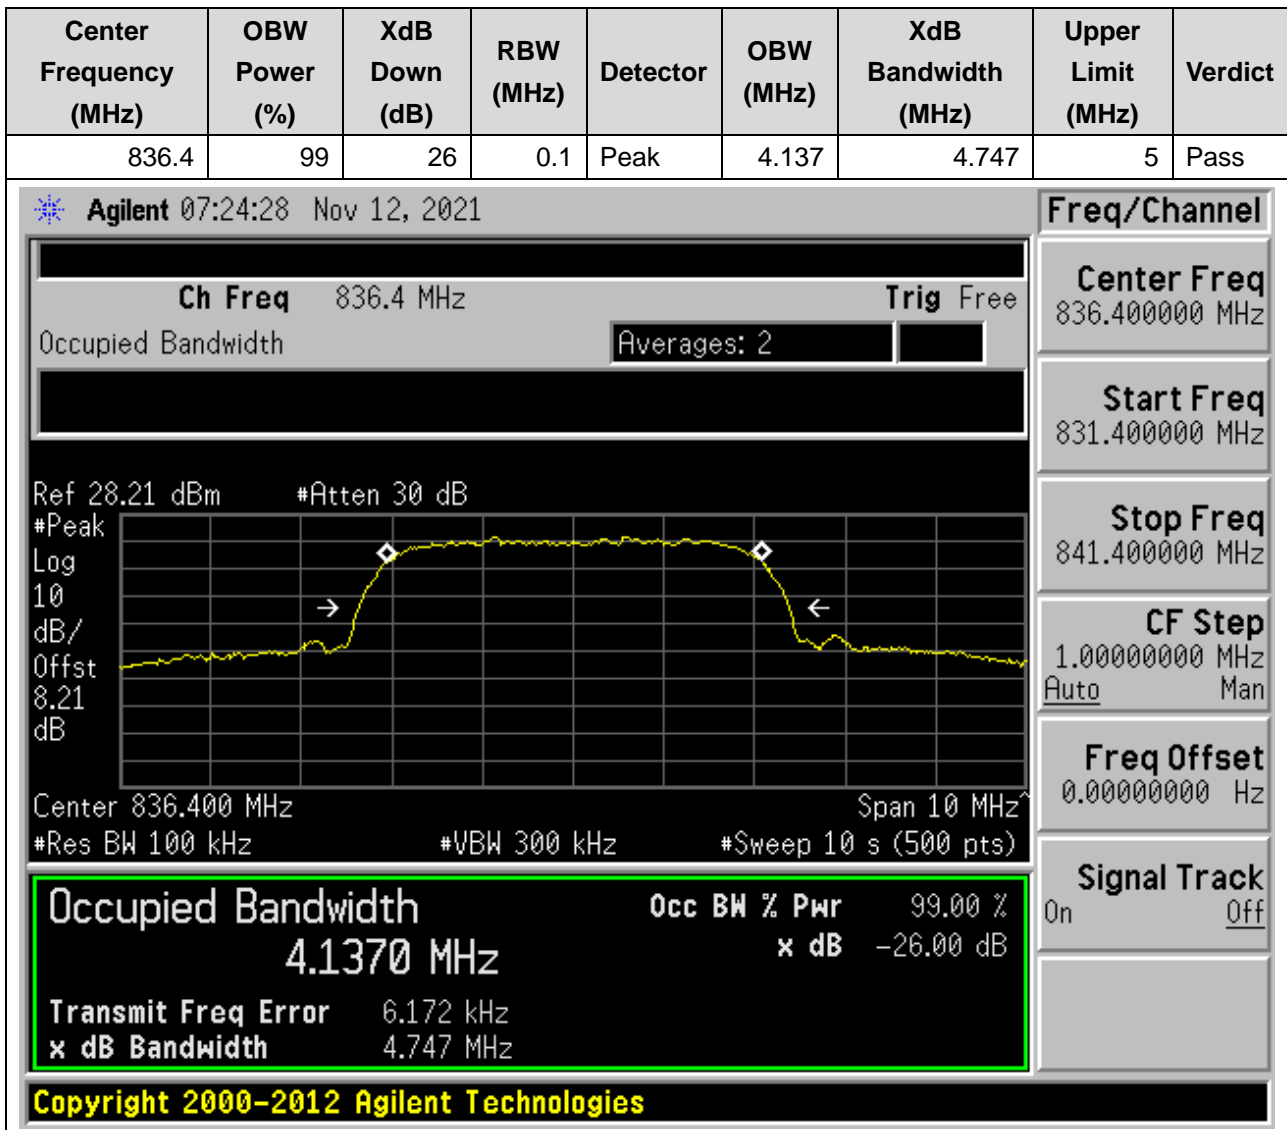 Center Frequency (MHz) OBW Power (%) XdB Down (dB) RBW (MHz) Detector OBW (MHz) XdB Bandwidth (MHz) Upper Limit (MHz) Verdict
836.4 99 26 0.1 Peak 4.137 4.747 5 Pass
Agilent 07:24:28 Nov 12, 2021
Freq/Channel
Ch Freq 836.4 MHz Trig Free
Occupied Bandwidth Averages: 2
Ref 28.21 dBm #Atten 30 dB
#Peak
Log
10
dB/
Offst
8.21
dB
Center 836.400 MHz Span 10 MHz^
#Res BW 100 kHz #VBW 300 kHz #Sweep 10 s (500 pts)
Occupied Bandwidth Occ BW % Pwr 99.00 %
4.1370 MHz x dB -26.00 dB
Transmit Freq Error 6.172 kHz
x dB Bandwidth 4.747 MHz
Copyright 2000-2012 Agilent Technologies
Center Freq
836.400000 MHz
Start Freq
831.400000 MHz
Stop Freq
841.400000 MHz
CF Step
1.00000000 MHz
Auto Man
Freq Offset
0.00000000 Hz
Signal Track
On Off